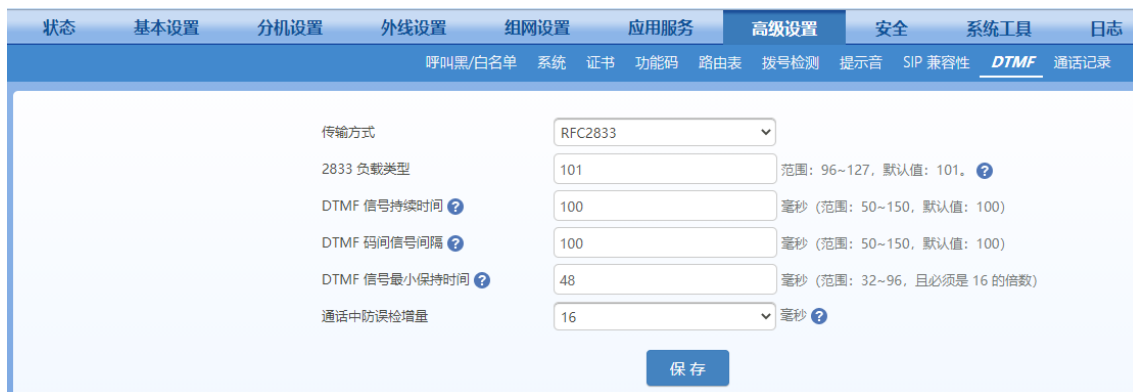 状态 基本设置 分机设置 外线设置 组网设置 应用服务 高级设置 安全 系统工具 日志
呼叫黑/白名单 系统 证书 功能码 路由表 拨号检测 提示音 SIP 兼容性 DTMF 通话记录
传输方式 RFC2833
2833 负载类型 101 范围：96~127，默认值：101。 ?
DTMF 信号持续时间 ? 100 毫秒 (范围：50~150，默认值：100)
DTMF 码间信号间隔 ? 100 毫秒 (范围：50~150，默认值：100)
DTMF 信号最小保持时间 ? 48 毫秒 (范围：32~96，且必须是 16 的倍数)
通话中防误检增量 16 毫秒 ?
保存